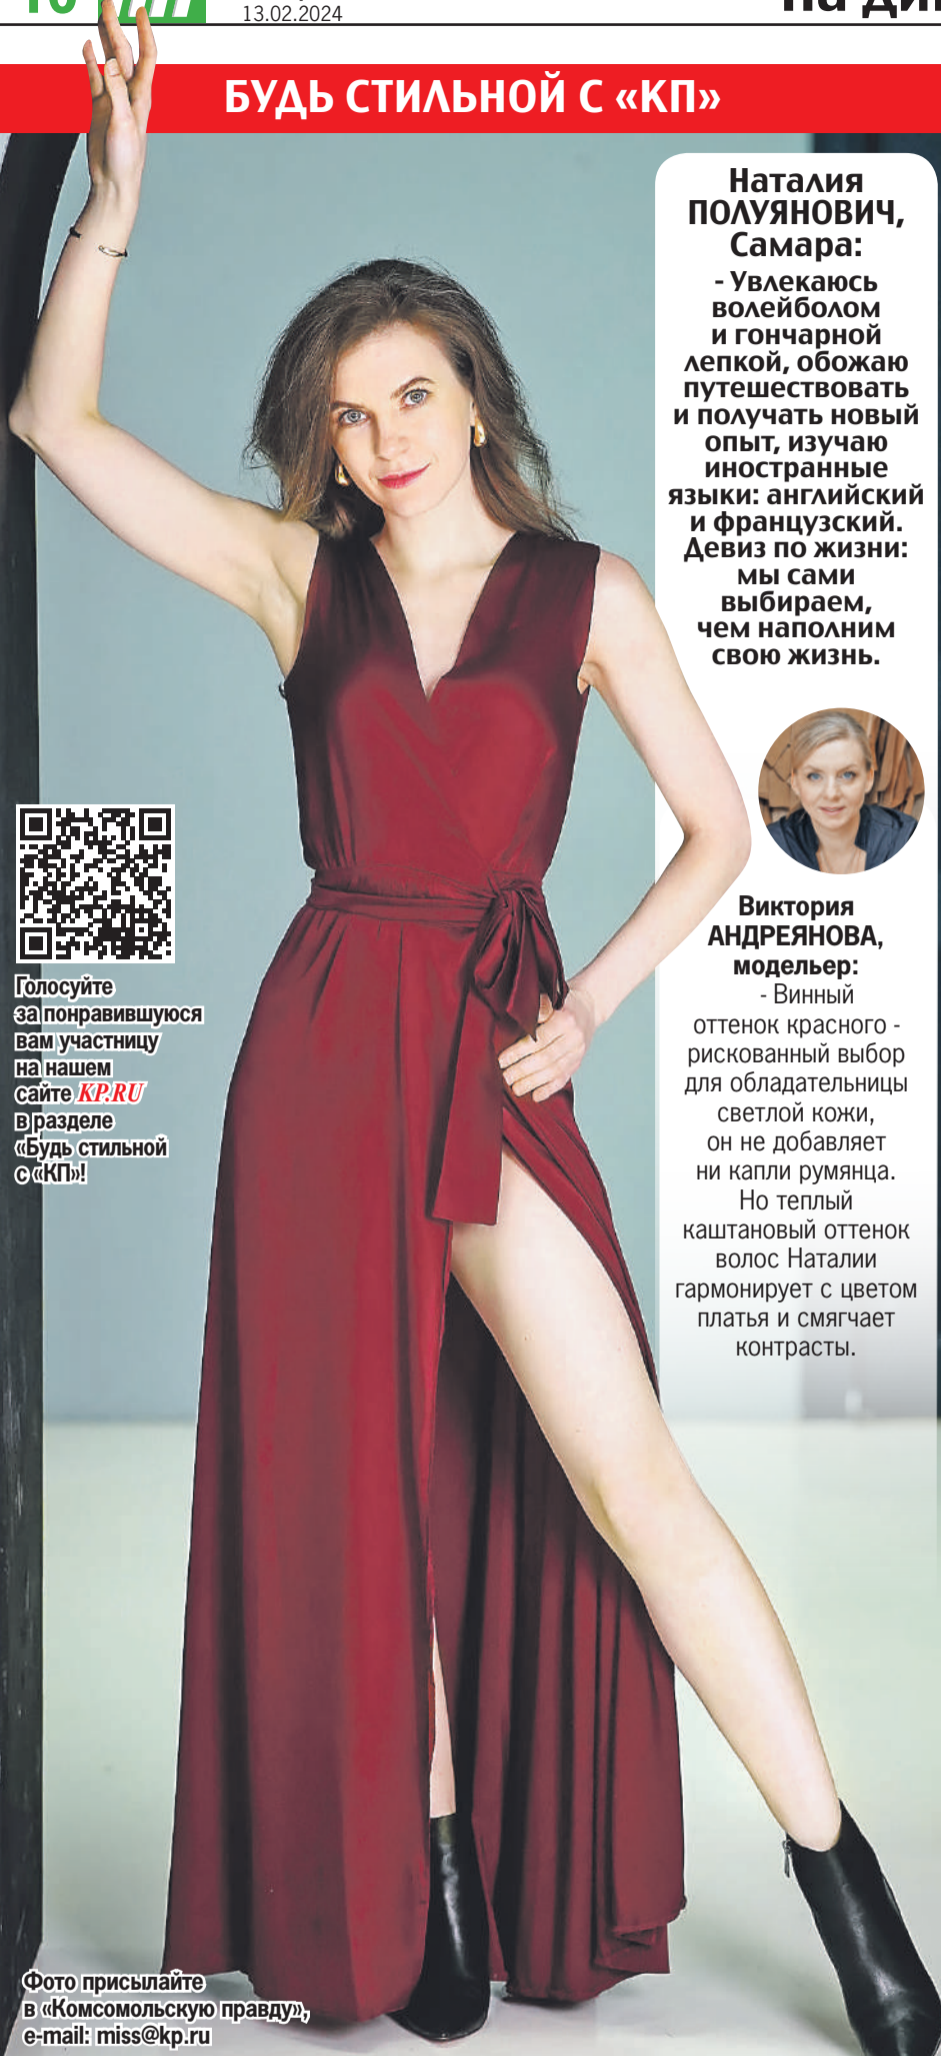 13.02.2024
БУДЬ СТИЛЬНОЙ С «КП»
Наталия
ПОЛУЯНОВИЧ,
Самара:
- Увлекаюсь
волейболом
и гончарной
лепкой, обожаю
путешествовать
и получать новый
опыт, изучаю
иностранные
языки: английский
и французский.
Девиз по жизни:
мы сами
выбираем,
чем наполним
свою жизнь.
Виктория
АНДРЕЯНОВА,
модельер:
- Винный
оттенок красного -
рискованный выбор
для обладательницы
светлой кожи,
он не добавляет
ни капли румянца.
Но теплый
каштановый оттенок
волос Наталии
гармонирует с цветом
платья и смягчает
контрасты.
Голосуйте
за понравившуюся
вам участницу
на нашем
сайте KP.RU
в разделе
«Будь стильной
с «КП»!
Фото присылайте
в «Комсомольскую правду»,
e-mail: miss@kp.ru